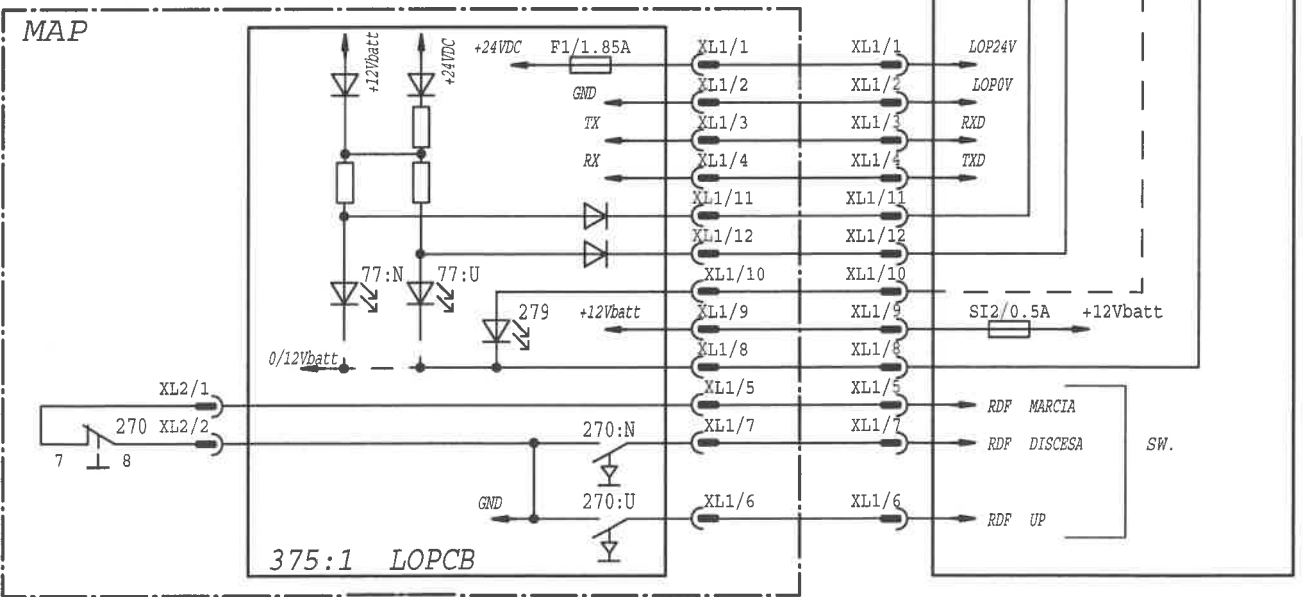 MAP
+12Vbatt
+24VDC
+24VDC F1/1.85A XL1/1 XL1/1 LOP24V
GND XL1/2 XL1/2 LOP0V
TX XL1/3 XL1/3 RXD
RX XL1/4 XL1/4 TXD
XL1/11 XL1/11
XL1/12 XL1/12
77:N 77:U XL1/10 XL1/10
279 +12Vbatt XL1/9 XL1/9 SI2/0.5A +12Vbatt
0/12Vbatt XL1/8 XL1/8
XL2/1 XL1/5 XL1/5 RDF MARCIA
270 XL2/2 270:N XL1/7 XL1/7 RDF DISCESA SW.
7 8
GND 270:U XL1/6 XL1/6 RDF UP
375:1 LOPCB